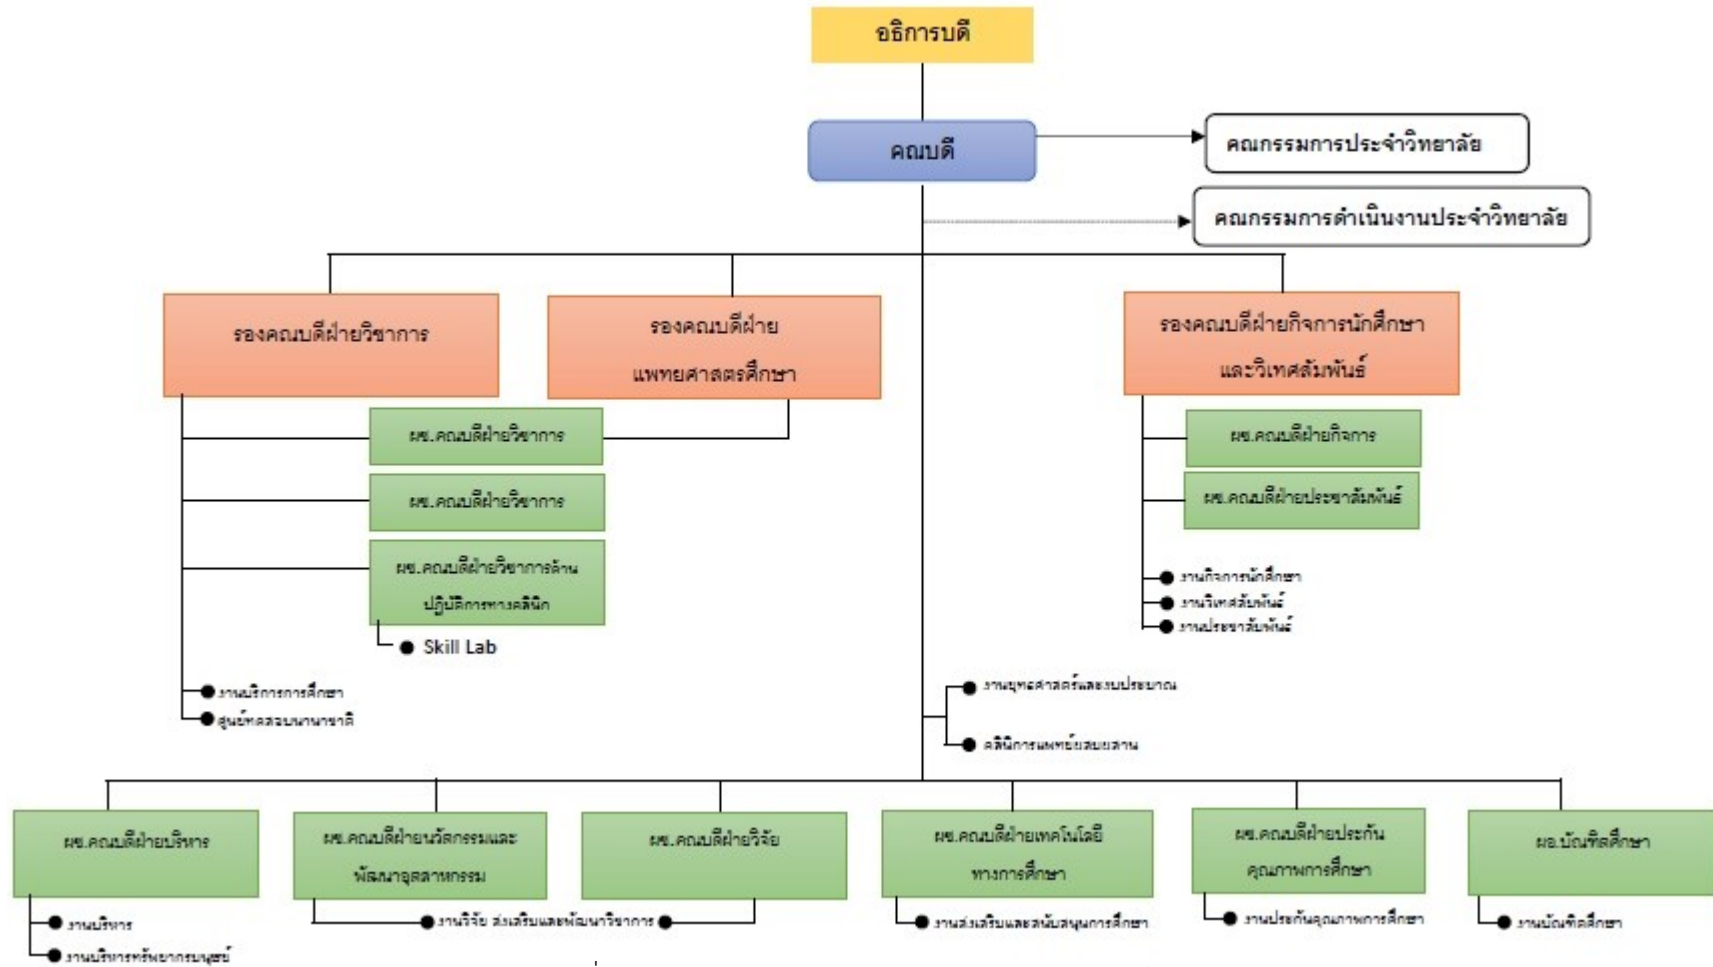 อธิการบดี
คณบดี
คณกรรมการประจำวิทยาลัย
คณกรรมการดำเนินงานประจำวิทยาลัย
รองคณบดีฝ่ายวิชาการ
รองคณบดีฝ่าย
แพทยศาสตรศึกษา
รองคณบดีฝ่ายกิจการนักศึกษา
และวิเทศสัมพันธ์
ผช.คณบดีฝ่ายวิชาการ
ผช.คณบดีฝ่ายวิชาการ
ผช.คณบดีฝ่ายวิชาการด้าน
ปฏิบัติการทางคลินิก
Skill Lab
งานบริการการศึกษา
ศูนย์ทดสอบนานาชาติ
ผช.คณบดีฝ่ายกิจการ
ผช.คณบดีฝ่ายประชาสัมพันธ์
งานกิจการนักศึกษา
งานวิเทศสัมพันธ์
งานประชาสัมพันธ์
งานยุทธศาสตร์และงบประมาณ
คลินิการแพทย์ผสมผสาน
ผช.คณบดีฝ่ายบริหาร
งานบริหาร
งานบริหารทรัพยากรมนุษย์
ผช.คณบดีฝ่ายนวัตกรรมและ
พัฒนาอุตสาหกรรม
ผช.คณบดีฝ่ายวิจัย
งานวิจัย ส่งเสริมและพัฒนาวิชาการ
ผช.คณบดีฝ่ายเทคโนโลยี
ทางการศึกษา
งานส่งเสริมและสนับสนุนการศึกษา
ผช.คณบดีฝ่ายประกัน
คุณภาพการศึกษา
งานประกันคุณภาพการศึกษา
ผอ.บัณฑิตศึกษา
งานบัณฑิตศึกษา